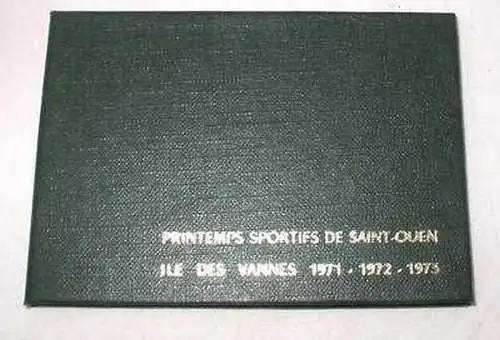 PRINTEMPS SPORTIFS DE SAINT-OUEN
ILE DES VANNES 1971 - 1972 - 1973